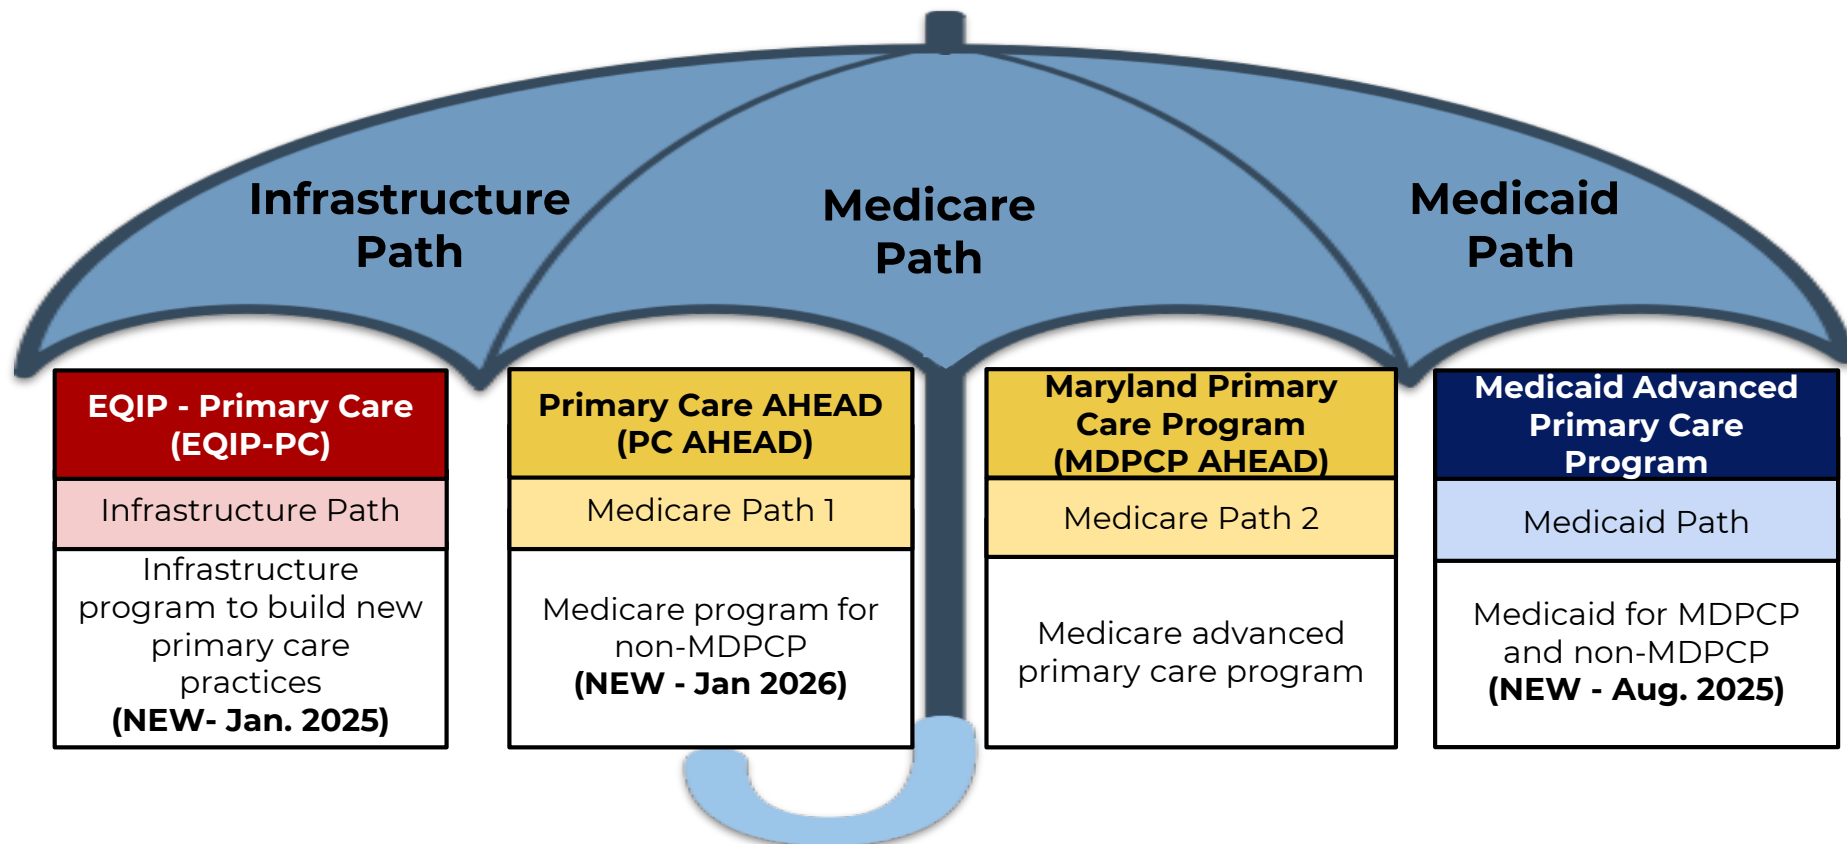 Infrastructure
Path
Medicare
Path
Medicaid
Path
EQIP - Primary Care
(EQIP-PC)
Infrastructure Path
Infrastructure
program to build new
primary care
practices
(NEW- Jan. 2025)
Primary Care AHEAD
(PC AHEAD)
Medicare Path 1
Medicare program for
non-MDPCP
(NEW - Jan 2026)
Maryland Primary
Care Program
(MDPCP AHEAD)
Medicare Path 2
Medicare advanced
primary care program
Medicaid Advanced
Primary Care
Program
Medicaid Path
Medicaid for MDPCP
and non-MDPCP
(NEW - Aug. 2025)